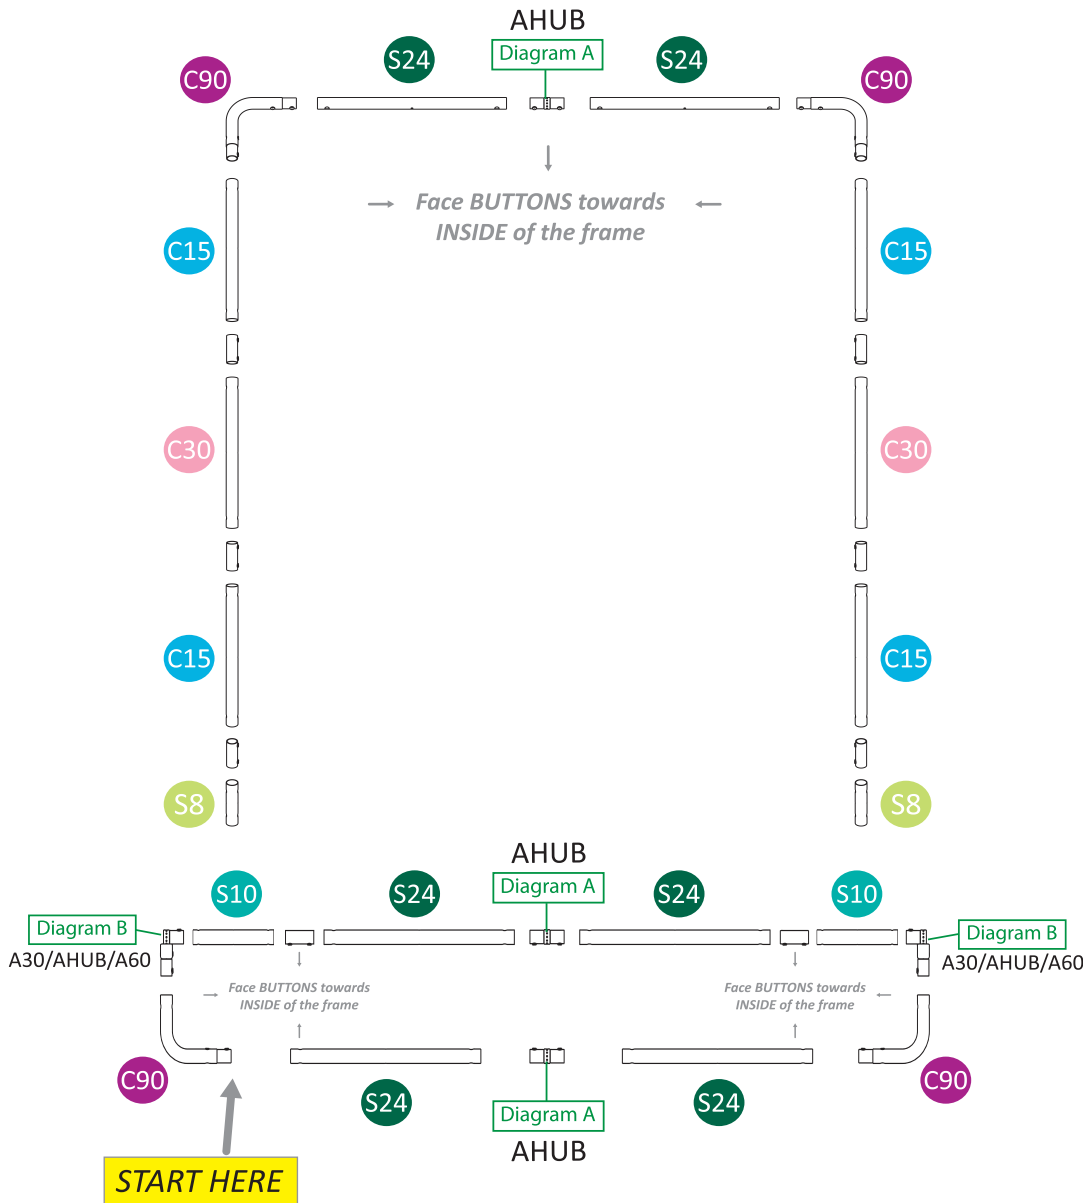 AHUB
Diagram A
S24
S24
C90
C90
Face BUTTONS towards
INSIDE of the frame
C15
C15
C30
C30
C15
C15
S8
S8
AHUB
Diagram A
S10
S24
S24
S10
Diagram B
A30/AHUB/A60
Diagram B
A30/AHUB/A60
Face BUTTONS towards
INSIDE of the frame
Face BUTTONS towards
INSIDE of the frame
C90
C90
S24
S24
Diagram A
AHUB
START HERE